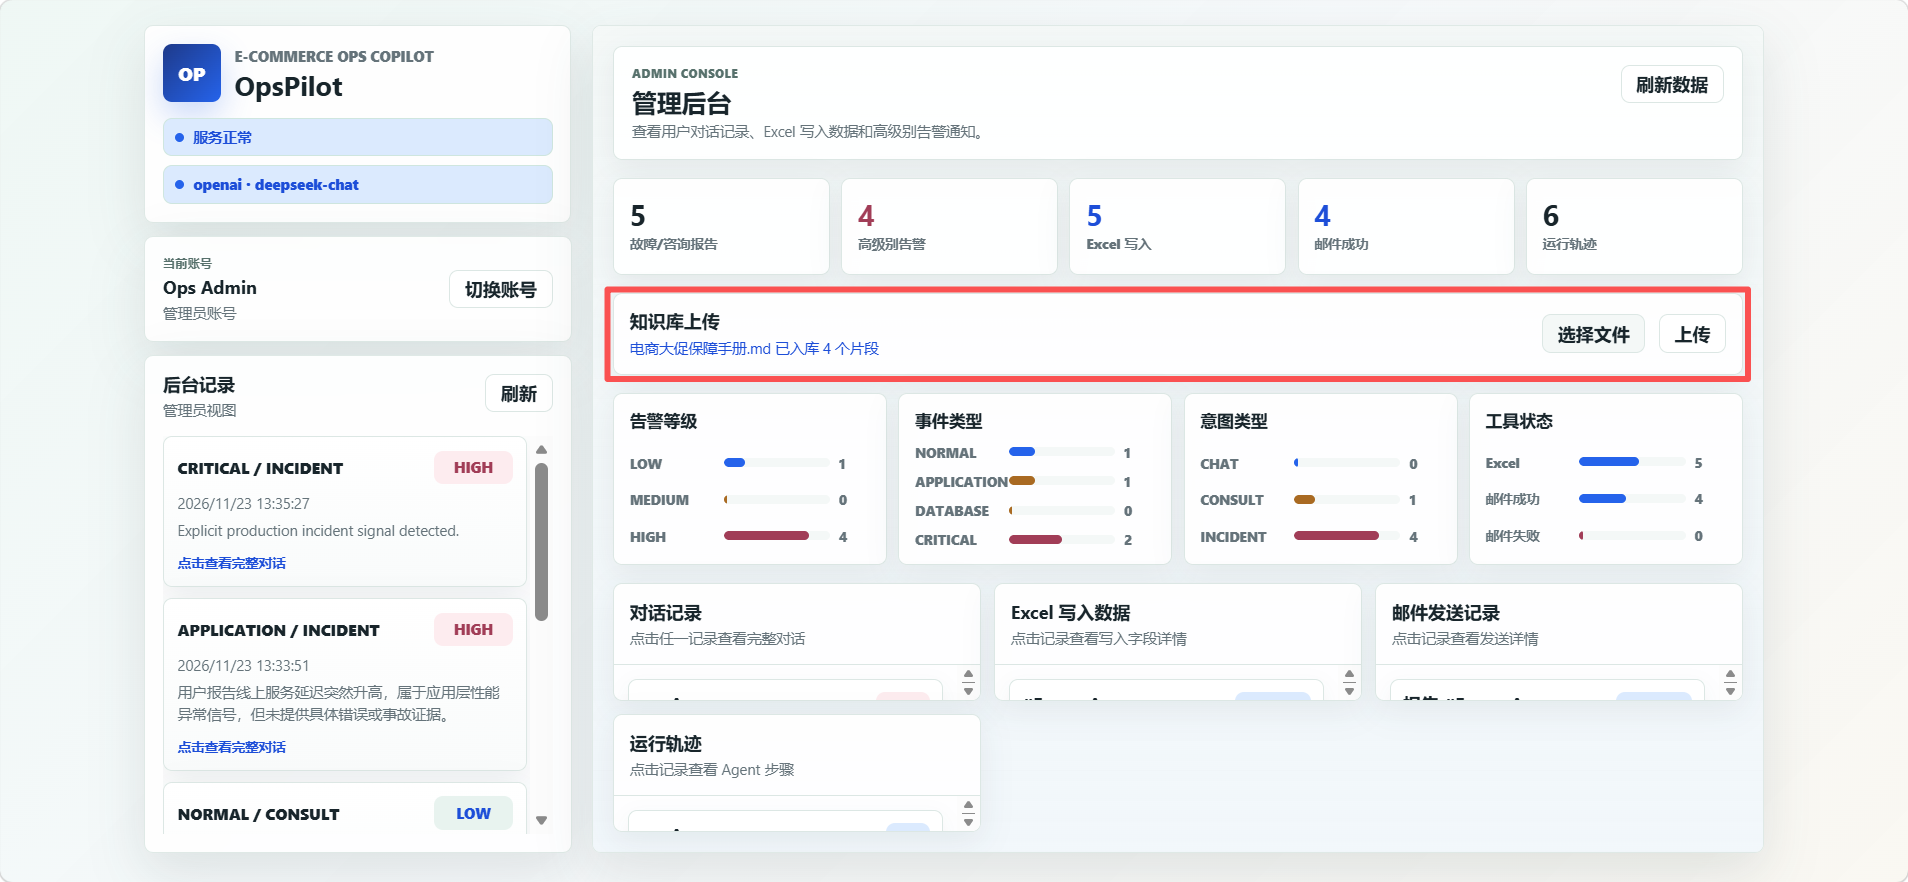 OP
E-COMMERCE OPS COPILOT
OpsPilot
服务正常
openai · deepseek-chat
当前账号
Ops Admin
管理员账号
切换账号
后台记录
管理员视图
刷新
CRITICAL / INCIDENT
HIGH
2026/11/23 13:35:27
Explicit production incident signal detected.
点击查看完整对话
APPLICATION / INCIDENT
HIGH
2026/11/23 13:33:51
用户报告线上服务延迟突然升高，属于应用层性能
异常信号，但未提供具体错误或事故证据。
点击查看完整对话
NORMAL / CONSULT
LOW
ADMIN CONSOLE
管理后台
查看用户对话记录、Excel 写入数据和高级别告警通知。
刷新数据
5
故障/咨询报告
4
高级别告警
5
Excel 写入
4
邮件成功
6
运行轨迹
知识库上传
电商大促保障手册.md 已入库 4 个片段
选择文件
上传
告警等级
LOW 1
MEDIUM 0
HIGH 4
事件类型
NORMAL 1
APPLICATION 1
DATABASE 0
CRITICAL 2
意图类型
CHAT 0
CONSULT 1
INCIDENT 4
工具状态
Excel 5
邮件成功 4
邮件失败 0
对话记录
点击任一记录查看完整对话
Excel 写入数据
点击记录查看写入字段详情
邮件发送记录
点击记录查看发送详情
运行轨迹
点击记录查看 Agent 步骤